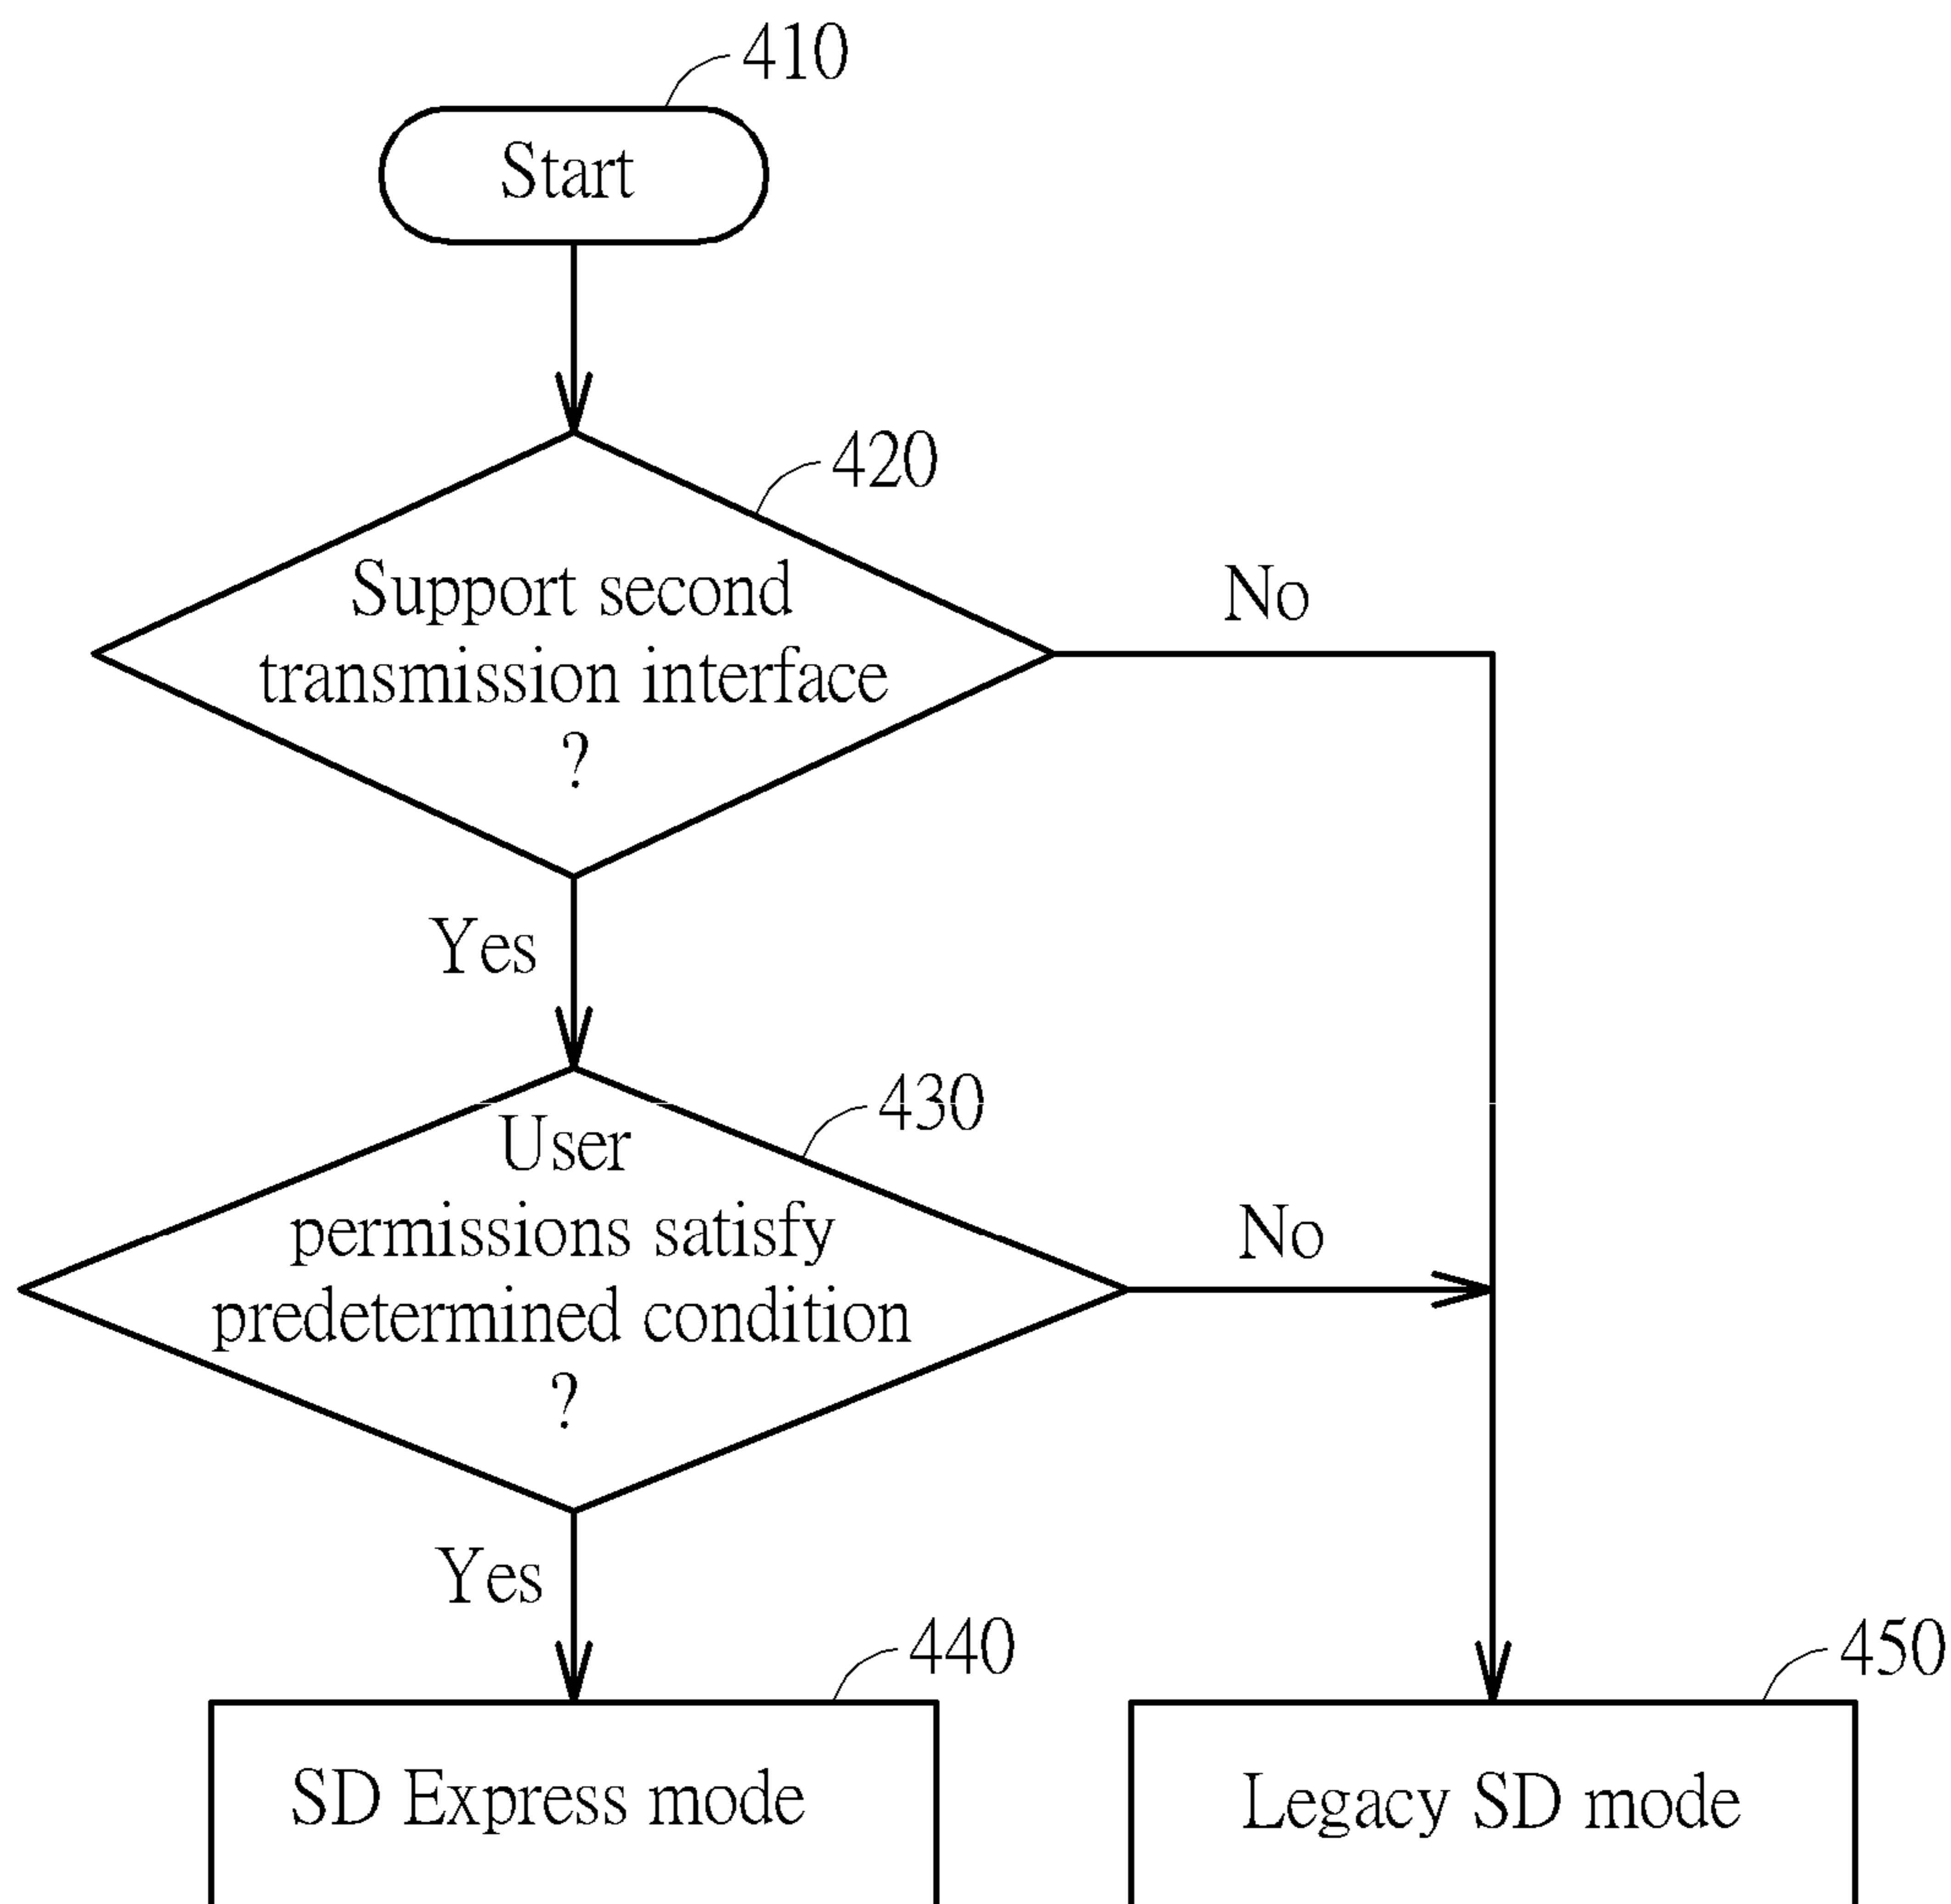 410
Start
420
Support second
transmission interface
?
No
Yes
430
User
permissions satisfy
predetermined condition
?
No
Yes
440
450
SD Express mode
Legacy SD mode